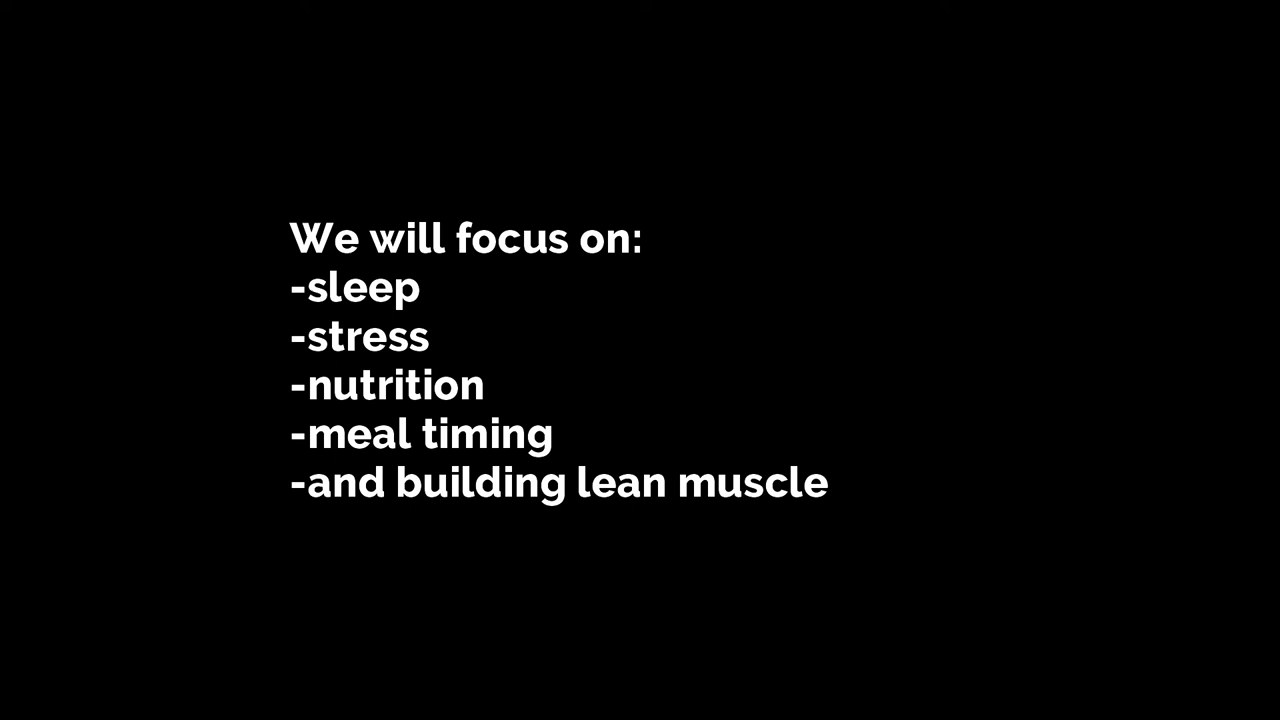 We will focus on:
-sleep
-stress
-nutrition
-meal timing
-and building lean muscle